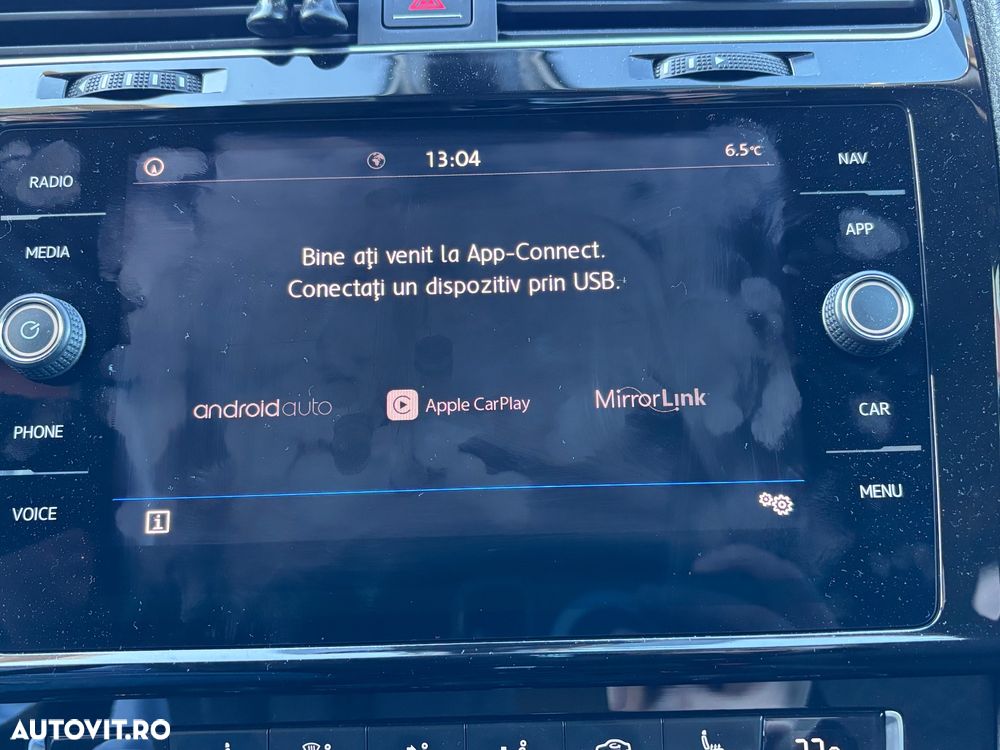 13:04
6.5°C
RADIO
NAV
MEDIA
APP
Bine aţi venit la App-Connect.
Conectaţi un dispozitiv prin USB.
androidauto
Apple CarPlay
MirrorLink
PHONE
CAR
VOICE
MENU
i
AUTOVIT.RO